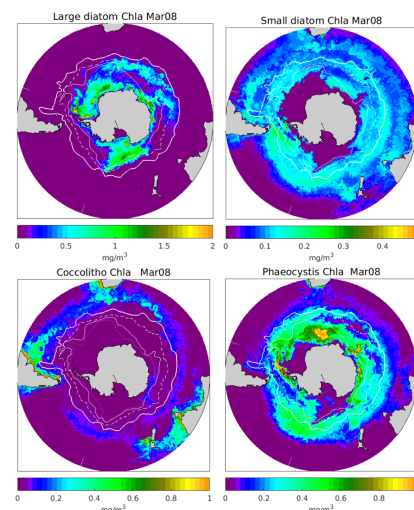 Large diatom Chla Mar08
Small diatom Chla Mar08
0 0.5 1 1.5 2
mg/m³
0 0.1 0.2 0.3 0.4
mg/m³
Coccolitho Chla Mar08
Phaeocystis Chla Mar08
0 0.2 0.4 0.6 0.8 1
mg/m³
0.2 0.4 0.6 0.8
mg/m³